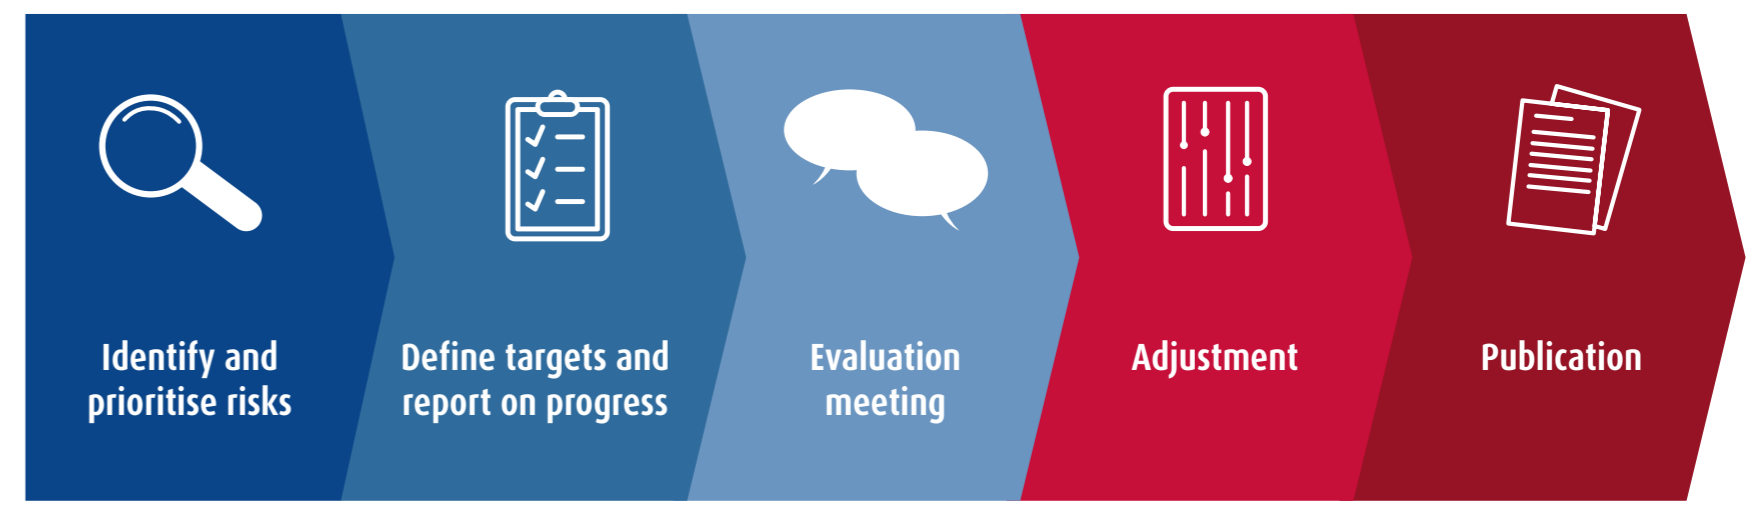 Identify and
prioritise risks
Define targets and
report on progress
Evaluation
meeting
Adjustment
Publication